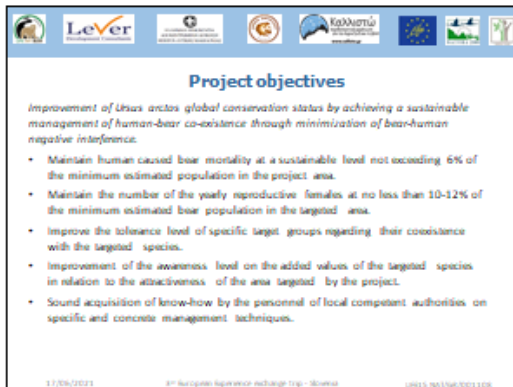 LeVer
Development Consultants
Καλλιστώ
Project objectives
Improvement of Ursus arctos global conservation status by achieving a sustainable
management of human-bear co-existence through minimization of bear-human
negative interference.
• Maintain human caused bear mortality at a sustainable level not exceeding 6% of
the minimum estimated population in the project area.
• Maintain the number of the yearly reproductive females at no less than 10-12% of
the minimum estimated bear population in the targeted area.
• Improve the tolerance level of specific target groups regarding their coexistence
with the targeted species.
• Improvement of the awareness level on the added values of the targeted species
in relation to the attractiveness of the area targeted by the project.
• Sound acquisition of know-how by the personnel of local competent authorities on
specific and concrete management techniques.
17/06/2021
European Experience exchange trip - Slovenia